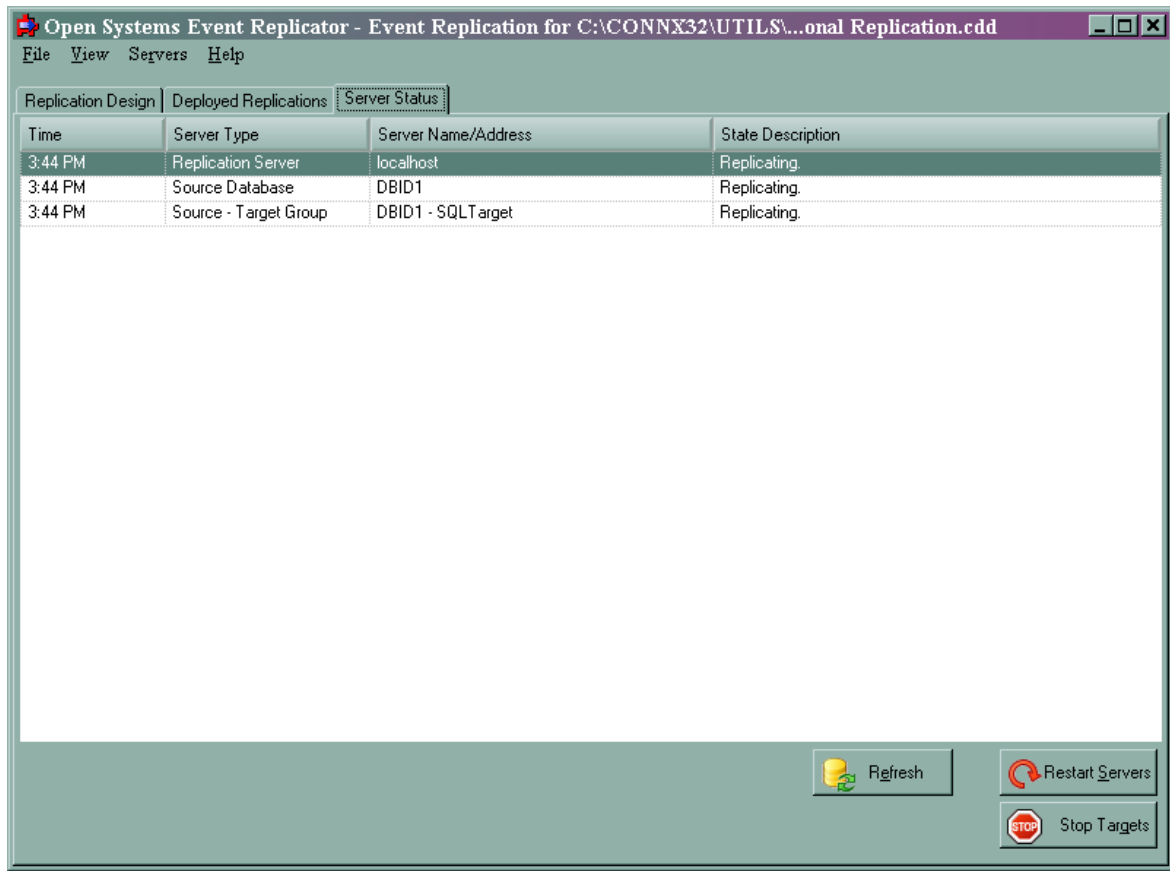 Open Systems Event Replicator - Event Replication for C:\CONNX32\UTILS\...onal Replication.cdd
File View Servers Help
Replication Design Deployed Replications Server Status
Time Server Type Server Name/Address State Description
3:44 PM Replication Server localhost Replicating.
3:44 PM Source Database DBID1 Replicating.
3:44 PM Source - Target Group DBID1 - SQLTarget Replicating.
Refresh Restart Servers
STOP Stop Targets